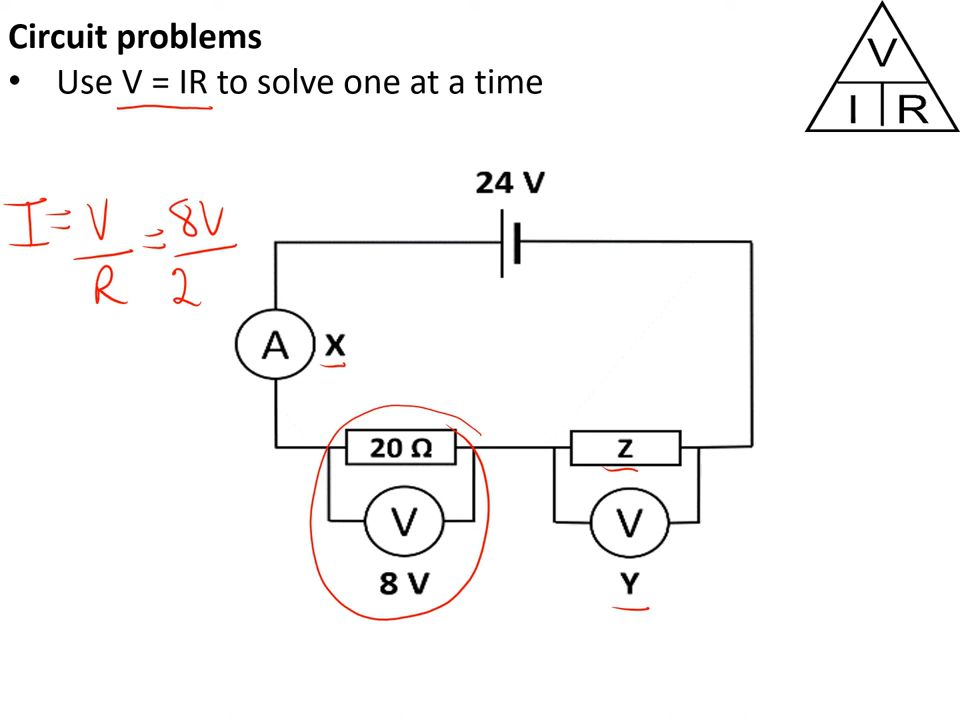 Circuit problems
• Use V = IR to solve one at a time
V
I R
24 V
I = V = 8V
R 2
A X
20 Ω
Z
V
V
8 V
Y